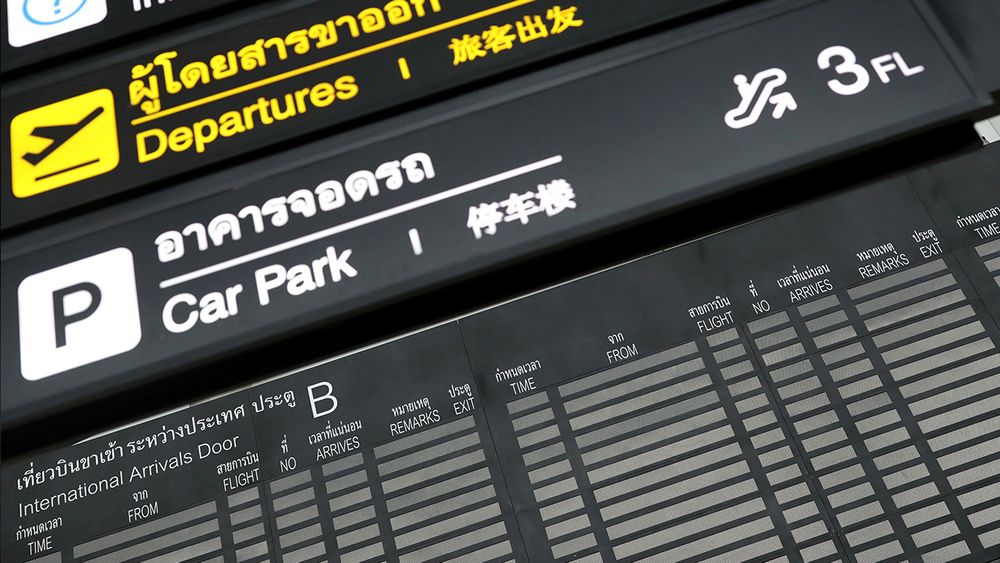 ผู้โดยสารขาออก
Departures | 旅客出发
3 FL
อาคารจอดรถ
P
Car Park | 停车楼
เที่ยวบินขาเข้า ระหว่างประเทศ ประตู B
International Arrivals Door
กำหนดเวลา จาก สายการบิน ที่ เวลาที่แน่นอน หมายเหตุ ประตู
TIME FROM FLIGHT NO ARRIVES REMARKS EXIT
กำหนดเวลา จาก สายการบิน ที่ เวลาที่แน่นอน หมายเหตุ ประตู
TIME FROM FLIGHT NO ARRIVES REMARKS EXIT
กำหนดเวลา
TIME